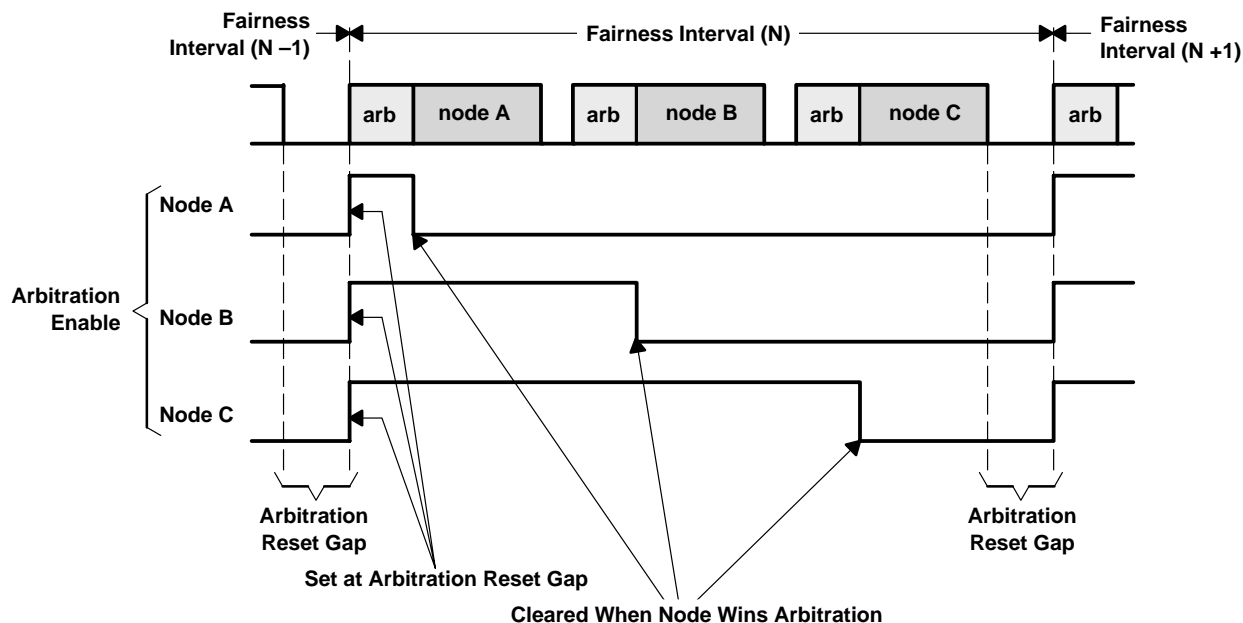 Fairness
Interval (N –1)
Fairness Interval (N)
Fairness
Interval (N +1)
arb
node A
arb
node B
arb
node C
arb
Node A
Arbitration
Enable
Node B
Node C
Arbitration
Reset Gap
Arbitration
Reset Gap
Set at Arbitration Reset Gap
Cleared When Node Wins Arbitration